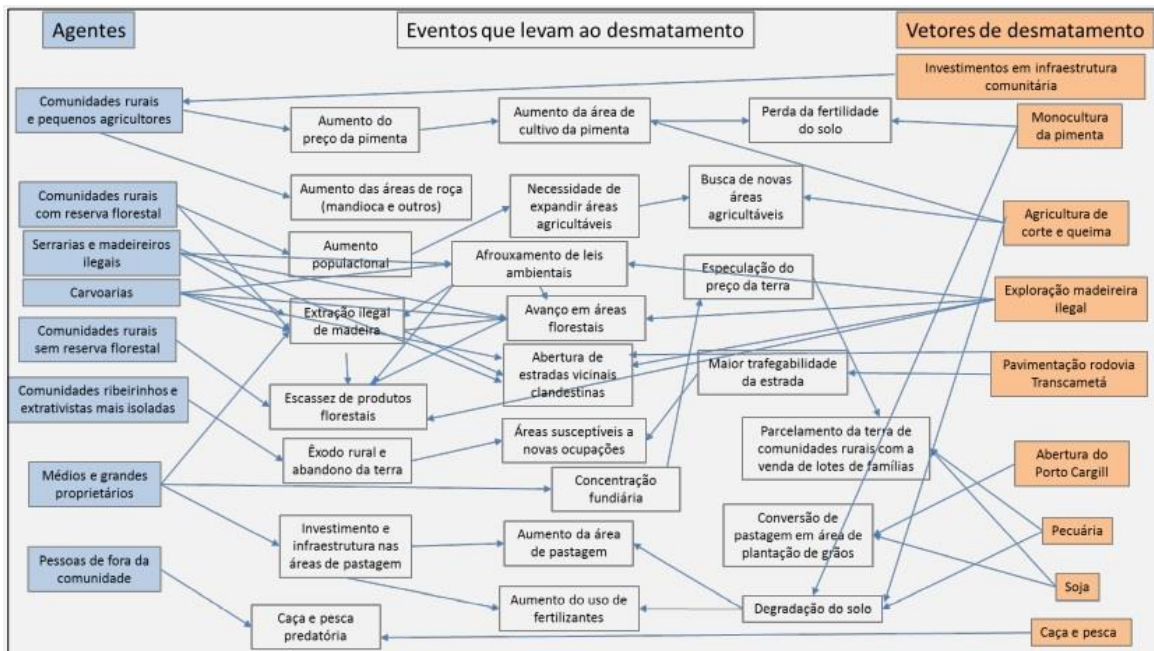 Agentes
Eventos que levam ao desmatamento
Vetores de desmatamento
Comunidades rurais
e pequenos agricultores
Comunidades rurais
com reserva florestal
Serrarias e madeireiros
ilegais
Carvoarias
Comunidades rurais
sem reserva florestal
Comunidades ribeirinhos e
extrativistas mais isoladas
Médios e grandes
proprietários
Pessoas de fora da
comunidade
Aumento do
preço da pimenta
Aumento da área de
cultivo da pimenta
Perda da fertilidade
do solo
Aumento das áreas de roça
(mandioca e outros)
Necessidade de
expandir áreas
agricultáveis
Busca de novas
áreas
agricultáveis
Aumento
populacional
Afrouxamento de leis
ambientais
Especulação do
preço da terra
Extração ilegal
de madeira
Avanço em áreas
florestais
Abertura de
estradas vicinais
clandestinas
Maior trafegabilidade
da estrada
Escassez de produtos
florestais
Êxodo rural e
abandono da terra
Áreas susceptíveis a
novas ocupações
Parcelamento da terra de
comunidades rurais com a
venda de lotes de famílias
Concentração
fundiária
Investimento e
infraestrutura nas
áreas de pastagem
Aumento da área
de pastagem
Conversão de
pastagem em área de
plantação de grãos
Aumento do uso de
fertilizantes
Degradação do solo
Caça e pesca
predatória
Investimentos em infraestrutura
comunitária
Monocultura
da pimenta
Agricultura de
corte e queima
Exploração madeireira
ilegal
Pavimentação rodovia
Transcametá
Abertura do
Porto Cargill
Pecuária
Soja
Caça e pesca